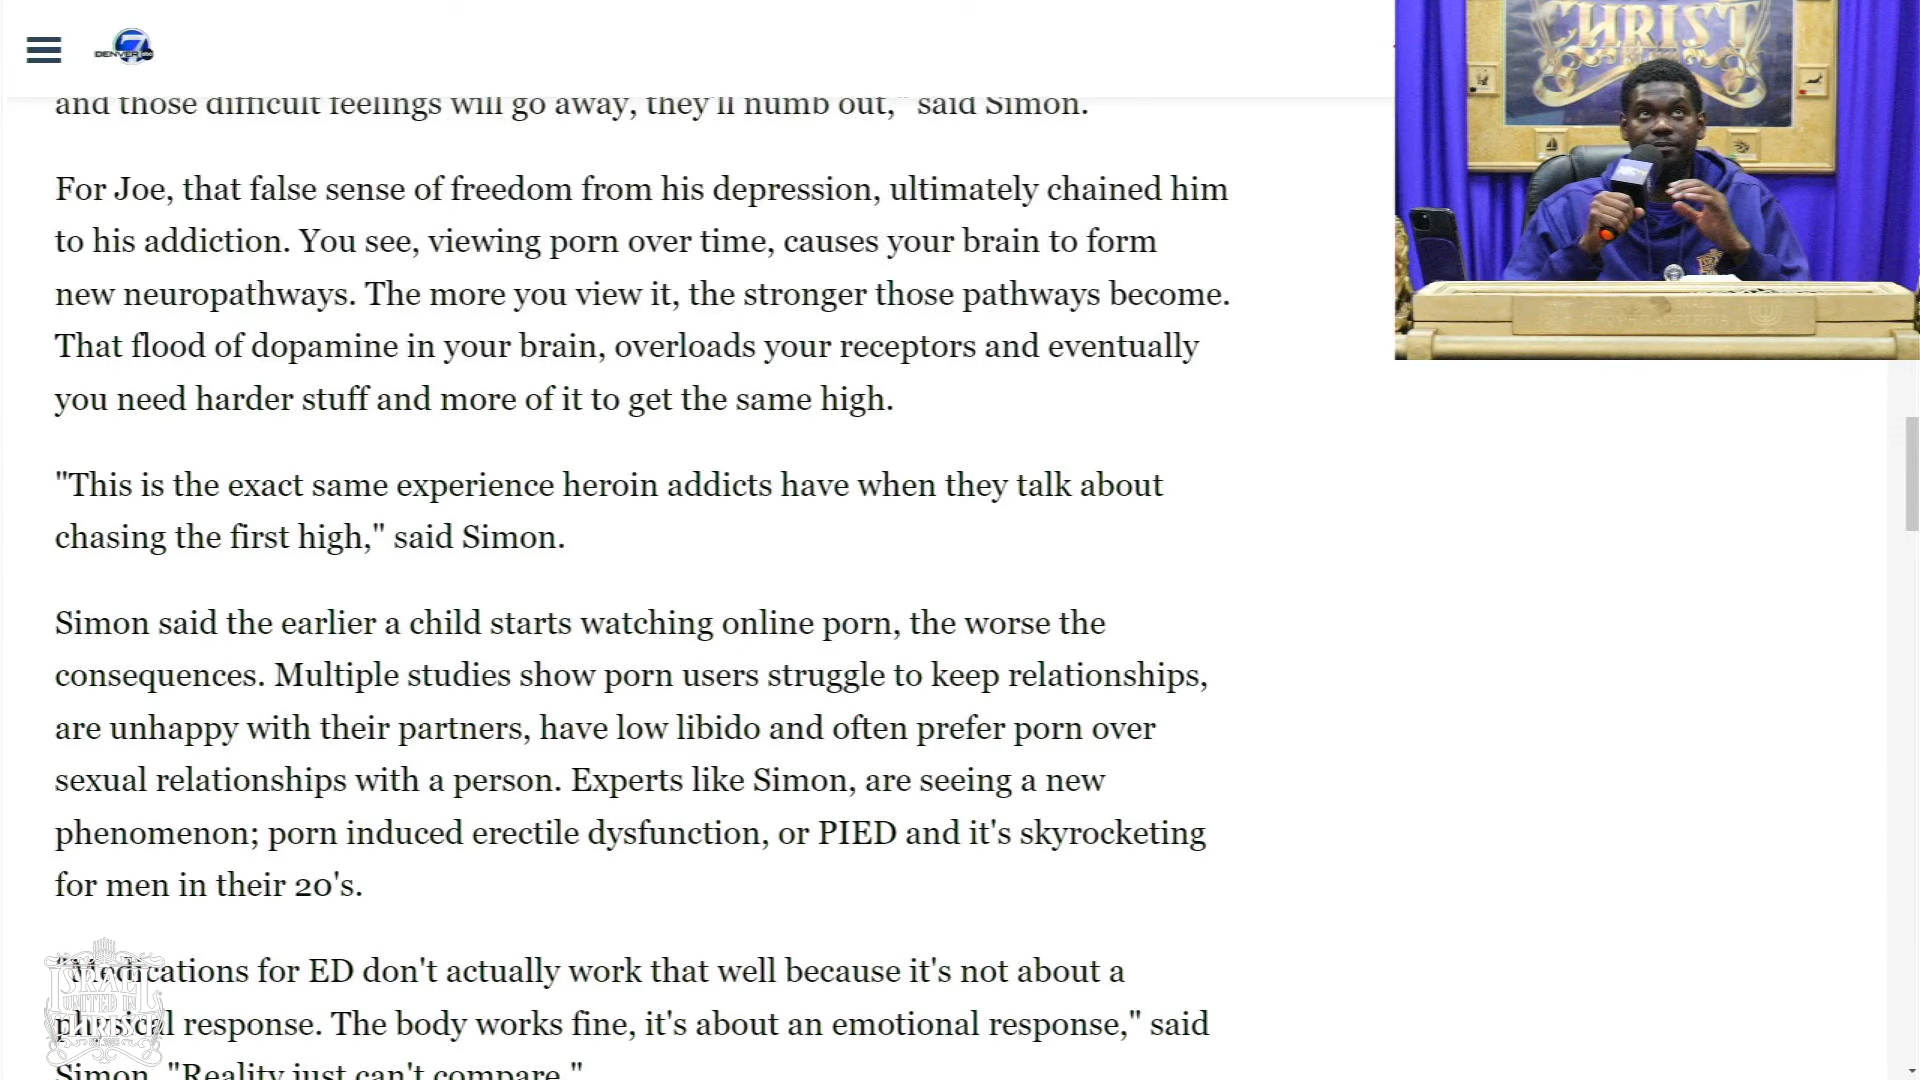 7
DENVER
CHRIST
and those difficult feelings will go away, they'll numb out," said Simon.
For Joe, that false sense of freedom from his depression, ultimately chained him
to his addiction. You see, viewing porn over time, causes your brain to form
new neuropathways. The more you view it, the stronger those pathways become.
That flood of dopamine in your brain, overloads your receptors and eventually
you need harder stuff and more of it to get the same high.
"This is the exact same experience heroin addicts have when they talk about
chasing the first high," said Simon.
Simon said the earlier a child starts watching online porn, the worse the
consequences. Multiple studies show porn users struggle to keep relationships,
are unhappy with their partners, have low libido and often prefer porn over
sexual relationships with a person. Experts like Simon, are seeing a new
phenomenon; porn induced erectile dysfunction, or PIED and it's skyrocketing
for men in their 20's.
"Medications for ED don't actually work that well because it's not about a
physical response. The body works fine, it's about an emotional response," said
Simon. "Reality just can't compare."
ISRAEL
UNITED IN
CHRIST